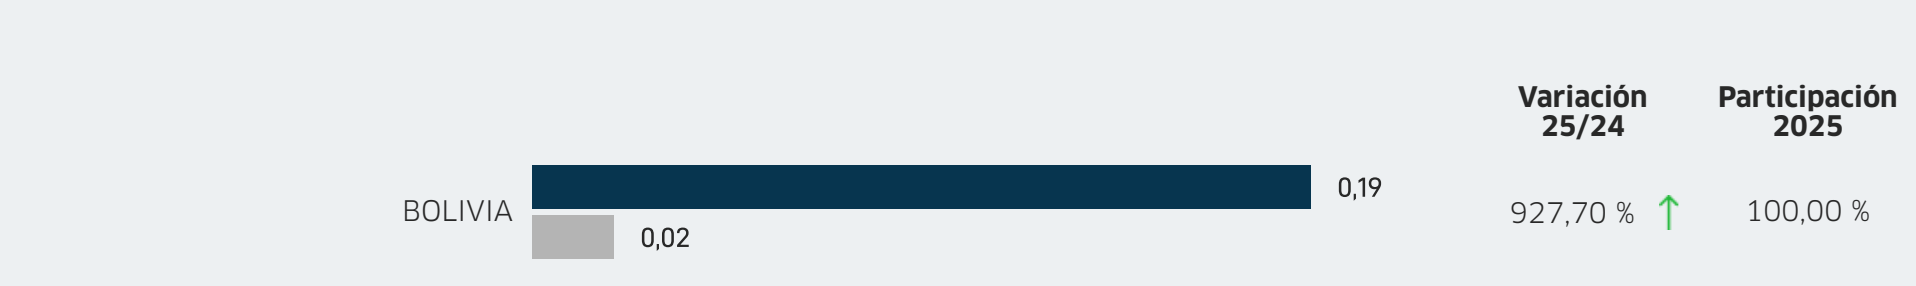 Variación
25/24
Participación
2025
BOLIVIA
0,19
0,02
927,70 %
100,00 %